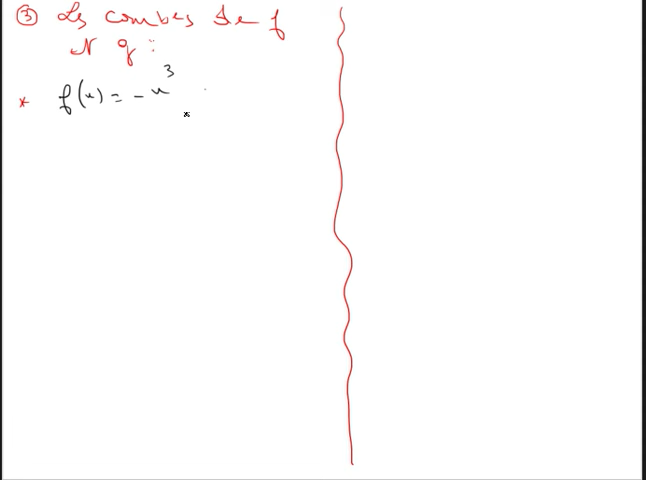 ③ Les courbes de f
et g :
* f(x) = -x³